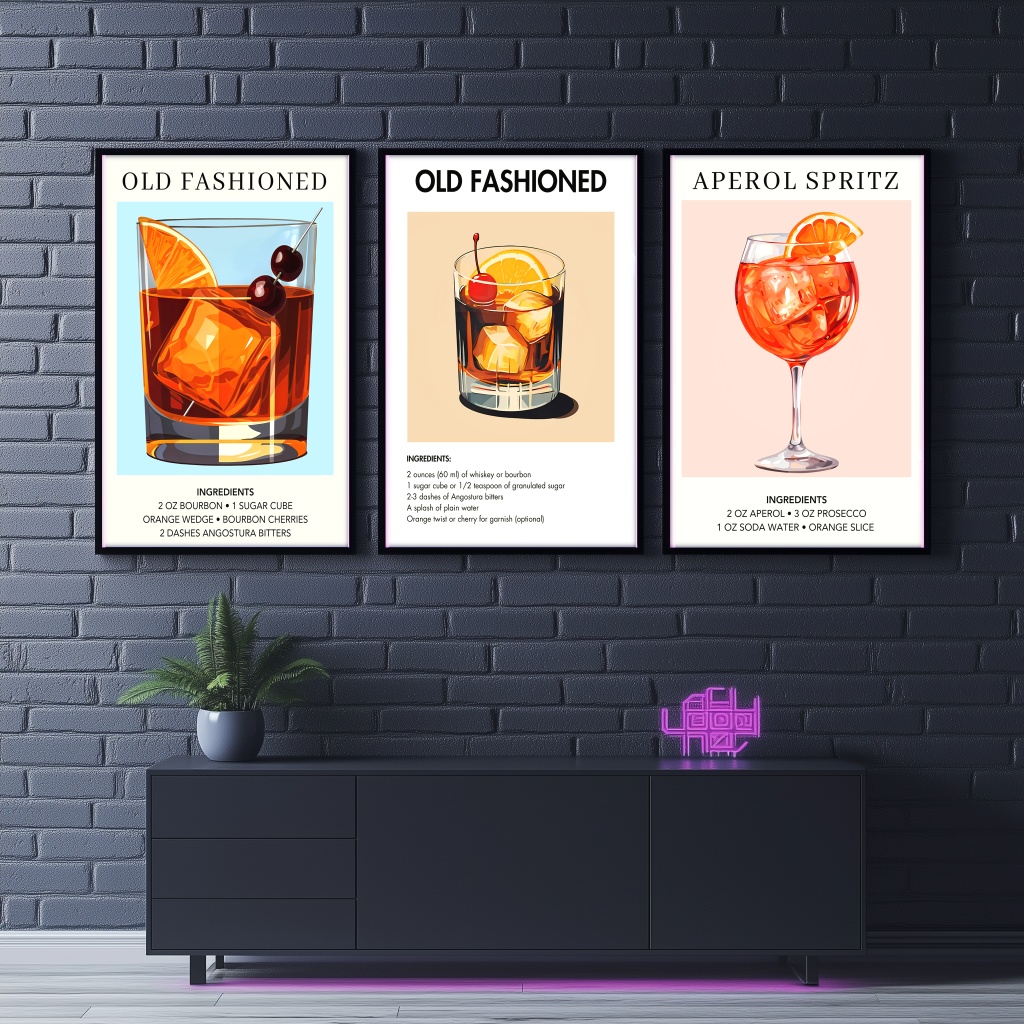 OLD FASHIONED
INGREDIENTS
2 OZ BOURBON • 1 SUGAR CUBE
ORANGE WEDGE • BOURBON CHERRIES
2 DASHES ANGOSTURA BITTERS
OLD FASHIONED
INGREDIENTS:
2 ounces (60 ml) of whiskey or bourbon
1 sugar cube or 1/2 teaspoon of granulated sugar
2-3 dashes of Angostura bitters
A splash of plain water
Orange twist or cherry for garnish (optional)
APEROL SPRITZ
INGREDIENTS
2 OZ APEROL • 3 OZ PROSECCO
1 OZ SODA WATER • ORANGE SLICE